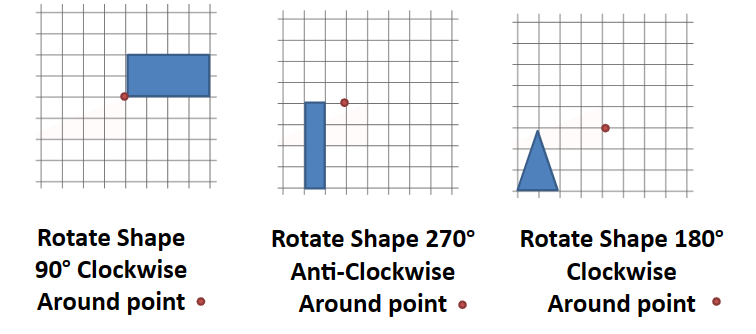 Rotate Shape
90° Clockwise
Around point
Rotate Shape 270°
Anti-Clockwise
Around point
Rotate Shape 180°
Clockwise
Around point